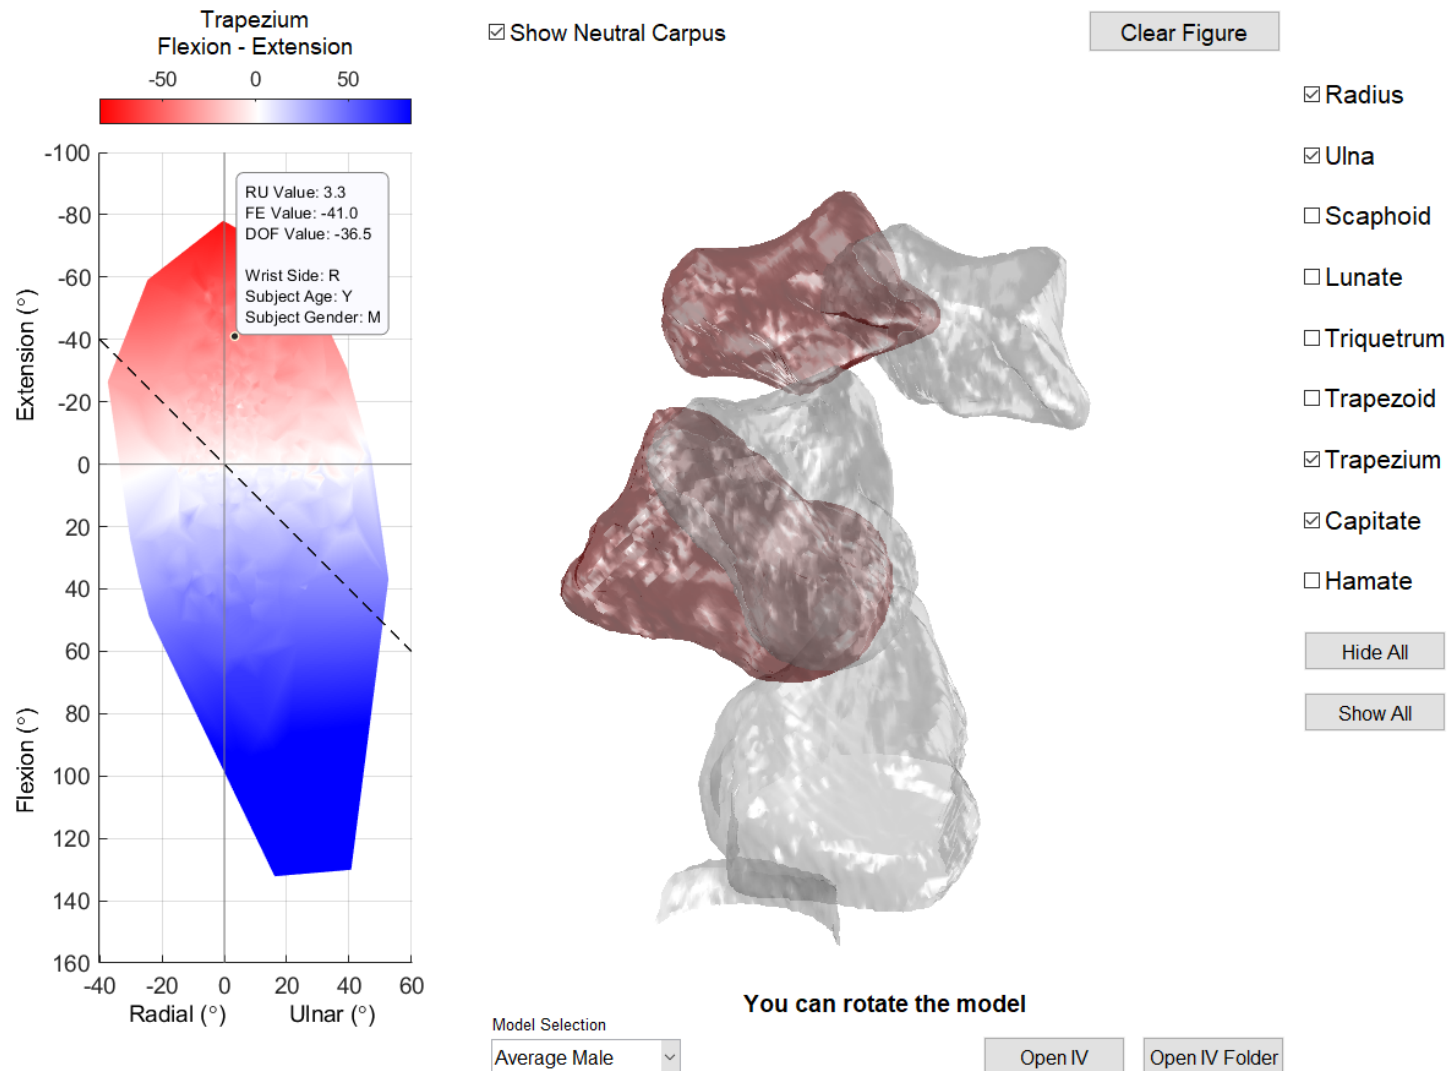 Trapezium
Flexion - Extension
-50 0 50
-100
-80
-60
-40
-20
0
20
40
60
80
100
120
140
160
Extension (°)
Flexion (°)
RU Value: 3.3
FE Value: -41.0
DOF Value: -36.5
Wrist Side: R
Subject Age: Y
Subject Gender: M
-40 -20 0 20 40 60
Radial (°) Ulnar (°)
Show Neutral Carpus
Clear Figure
Radius
Ulna
Scaphoid
Lunate
Triquetrum
Trapezoid
Trapezium
Capitate
Hamate
Hide All
Show All
You can rotate the model
Model Selection
Average Male
Open IV
Open IV Folder